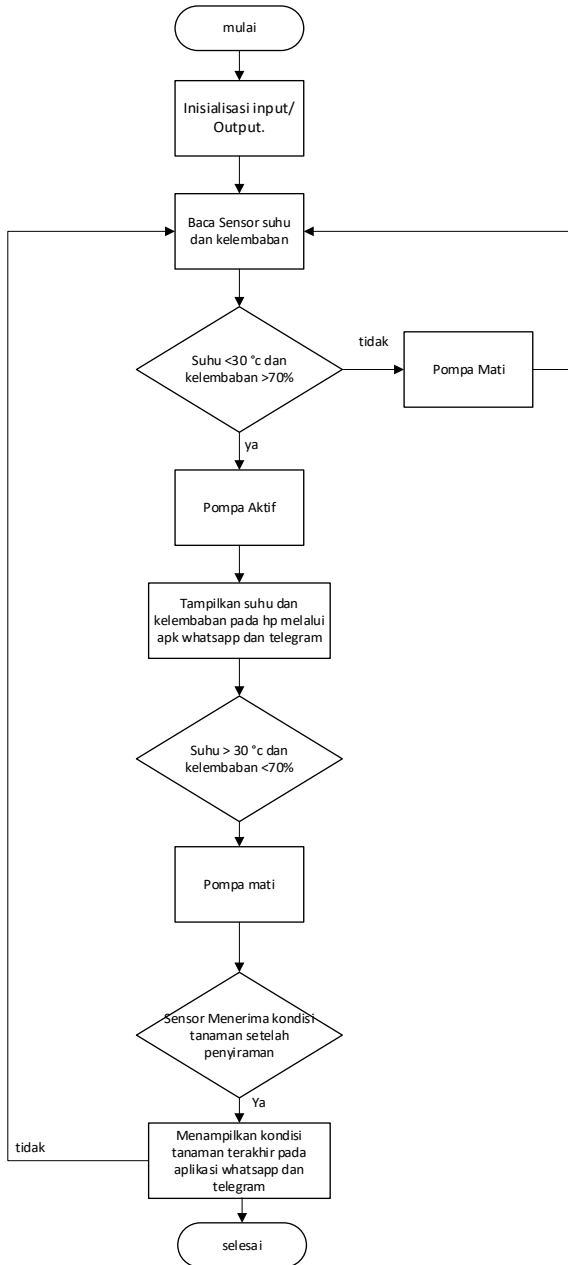 mulai
Inisialisasi input/
Output.
Baca Sensor suhu
dan kelembaban
Suhu <30 °c dan
kelembaban >70%
tidak
Pompa Mati
ya
Pompa Aktif
Tampilkan suhu dan
kelembaban pada hp melalui
apk whatsapp dan telegram
Suhu > 30 °c dan
kelembaban <70%
Pompa mati
Sensor Menerima kondisi
tanaman setelah
penyiraman
Ya
tidak
Menampilkan kondisi
tanaman terakhir pada
aplikasi whatsapp dan
telegram
selesai